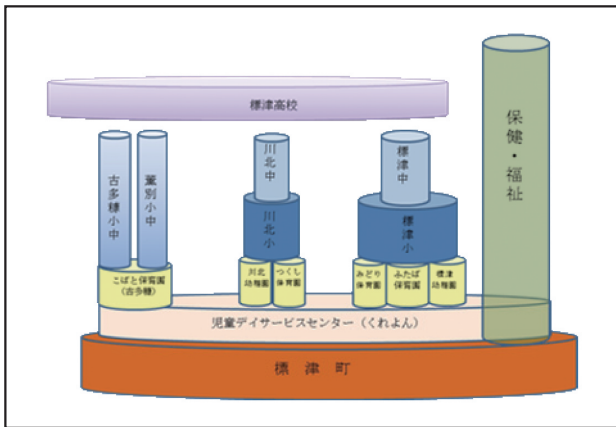 標津高校
保健・福祉
古多糠小中
薫別小中
川北中
標津中
川北小
標津小
こばと保育園
(古多糠)
川北
幼稚園
つくし
保育園
みどり
保育園
ふたば
保育園
標津
幼稚園
児童デイサービスセンター(くれよん)
標津町